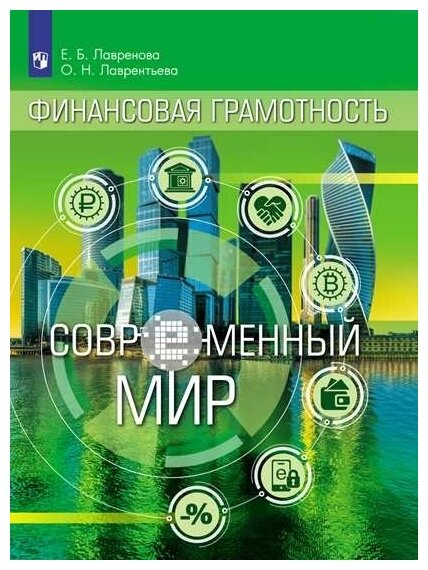 Е. Б. Лавренова
О. Н. Лаврентьева
ФИНАНСОВАЯ ГРАМОТНОСТЬ
СОВРеМЕННЫЙ
МИР
-%